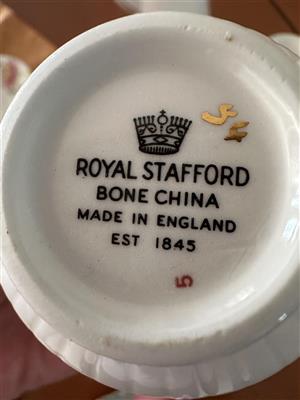 ROYAL STAFFORD
BONE CHINA
MADE IN ENGLAND
EST 1845
5